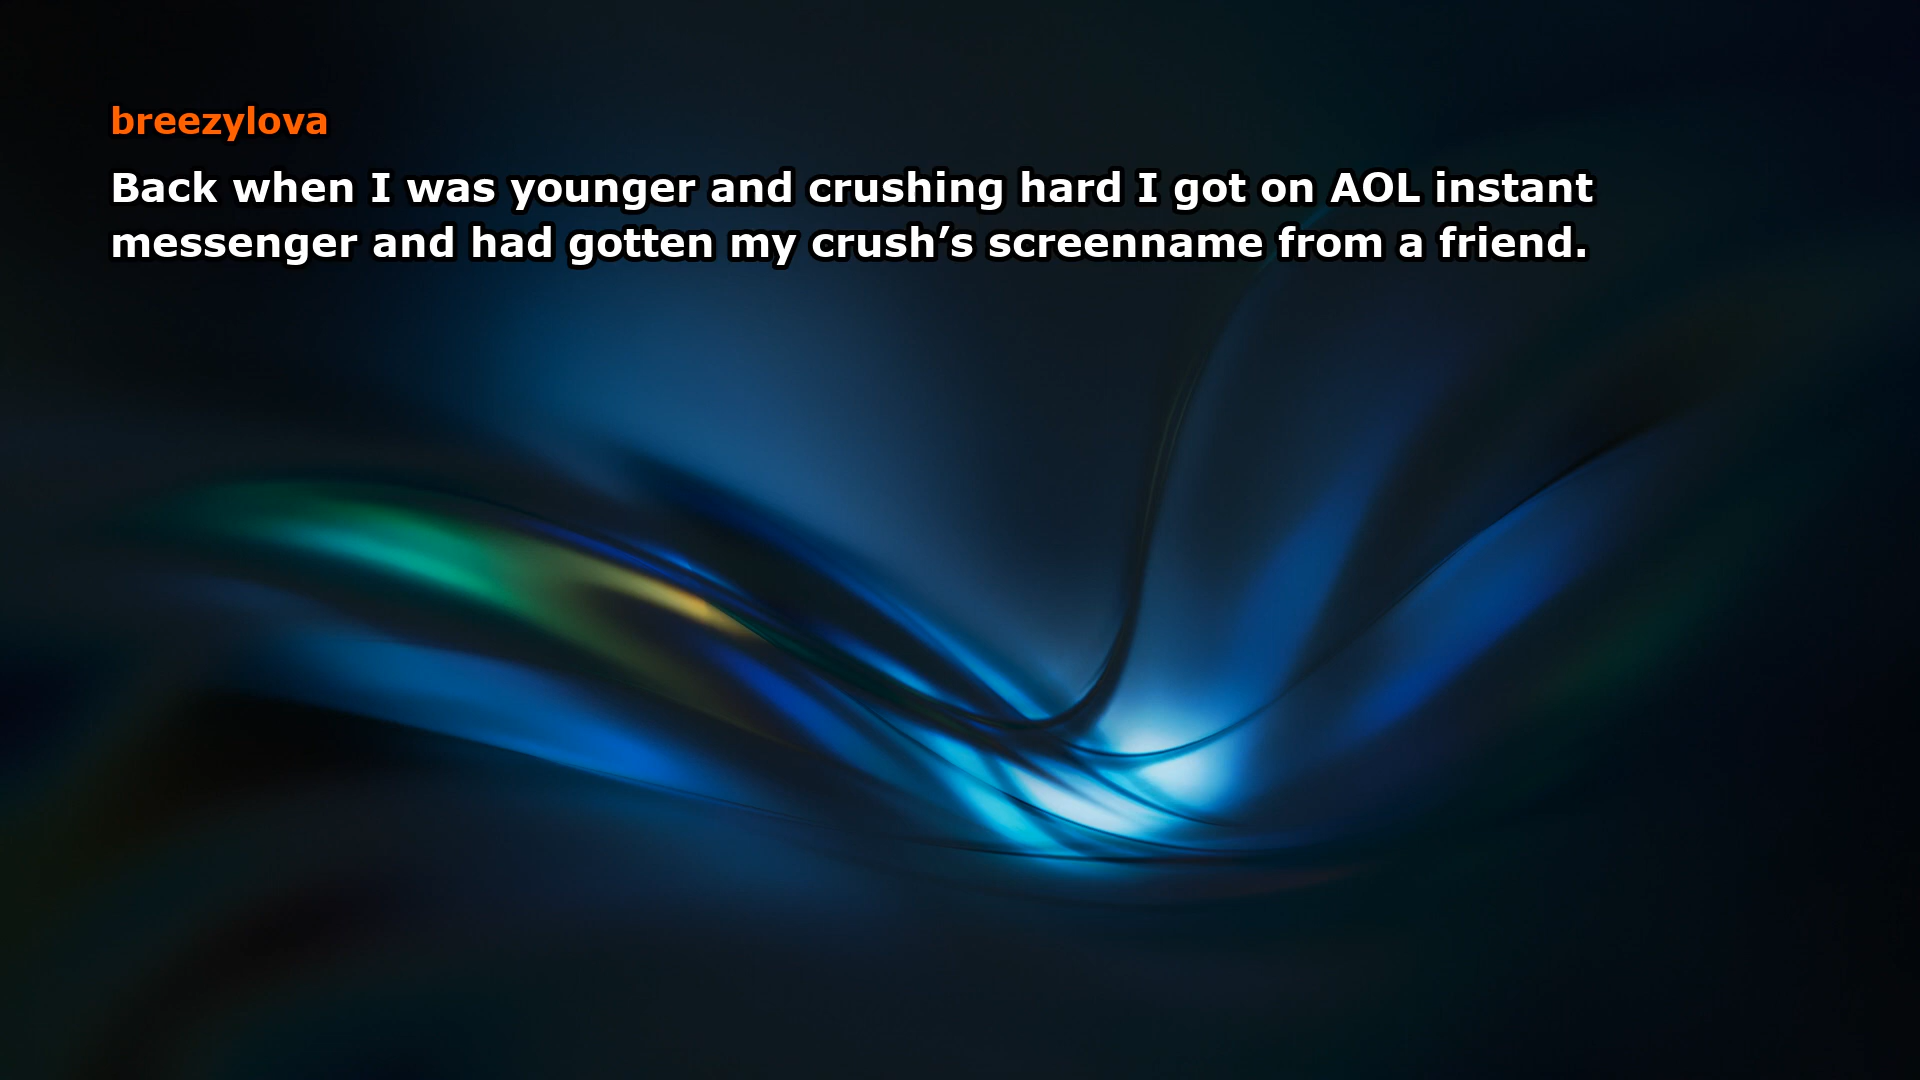 breezylova
Back when I was younger and crushing hard I got on AOL instant
messenger and had gotten my crush’s screenname from a friend.